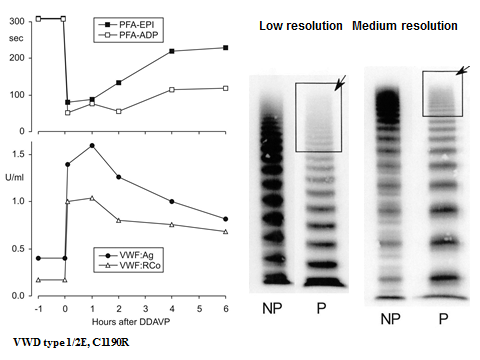 300
sec
200
100
0
PFA-EPI
PFA-ADP
1.5
U/ml
1.0
0.5
0.0
VWF:Ag
VWF:RCo
-1 0 1 2 3 4 5 6
Hours after DDAVP
VWD type 1/2E, C1190R
Low resolution Medium resolution
NP P NP P